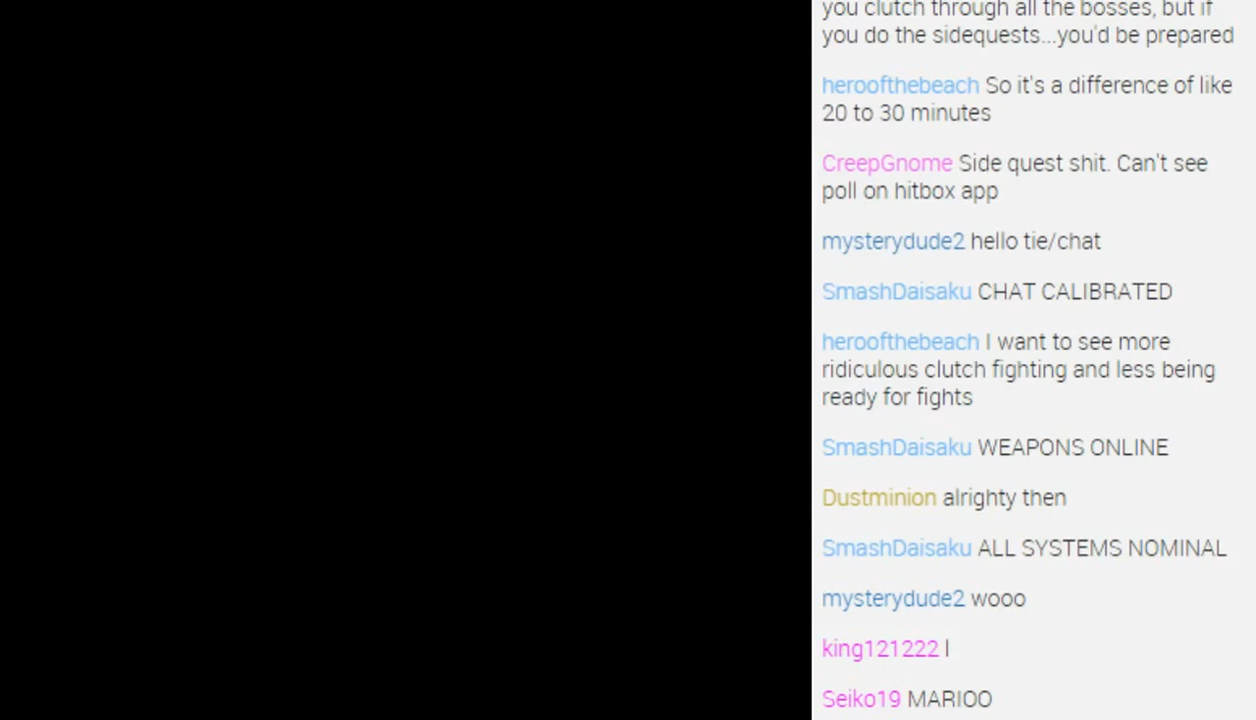 you clutch through all the bosses, but if
you do the sidequests...you'd be prepared
heroofthebeach So it's a difference of like
20 to 30 minutes
CreepGnome Side quest shit. Can't see
poll on hitbox app
mysterydude2 hello tie/chat
SmashDaisaku CHAT CALIBRATED
heroofthebeach I want to see more
ridiculous clutch fighting and less being
ready for fights
SmashDaisaku WEAPONS ONLINE
Dustminion alrighty then
SmashDaisaku ALL SYSTEMS NOMINAL
mysterydude2 wooo
king121222 l
Seiko19 MARIOO